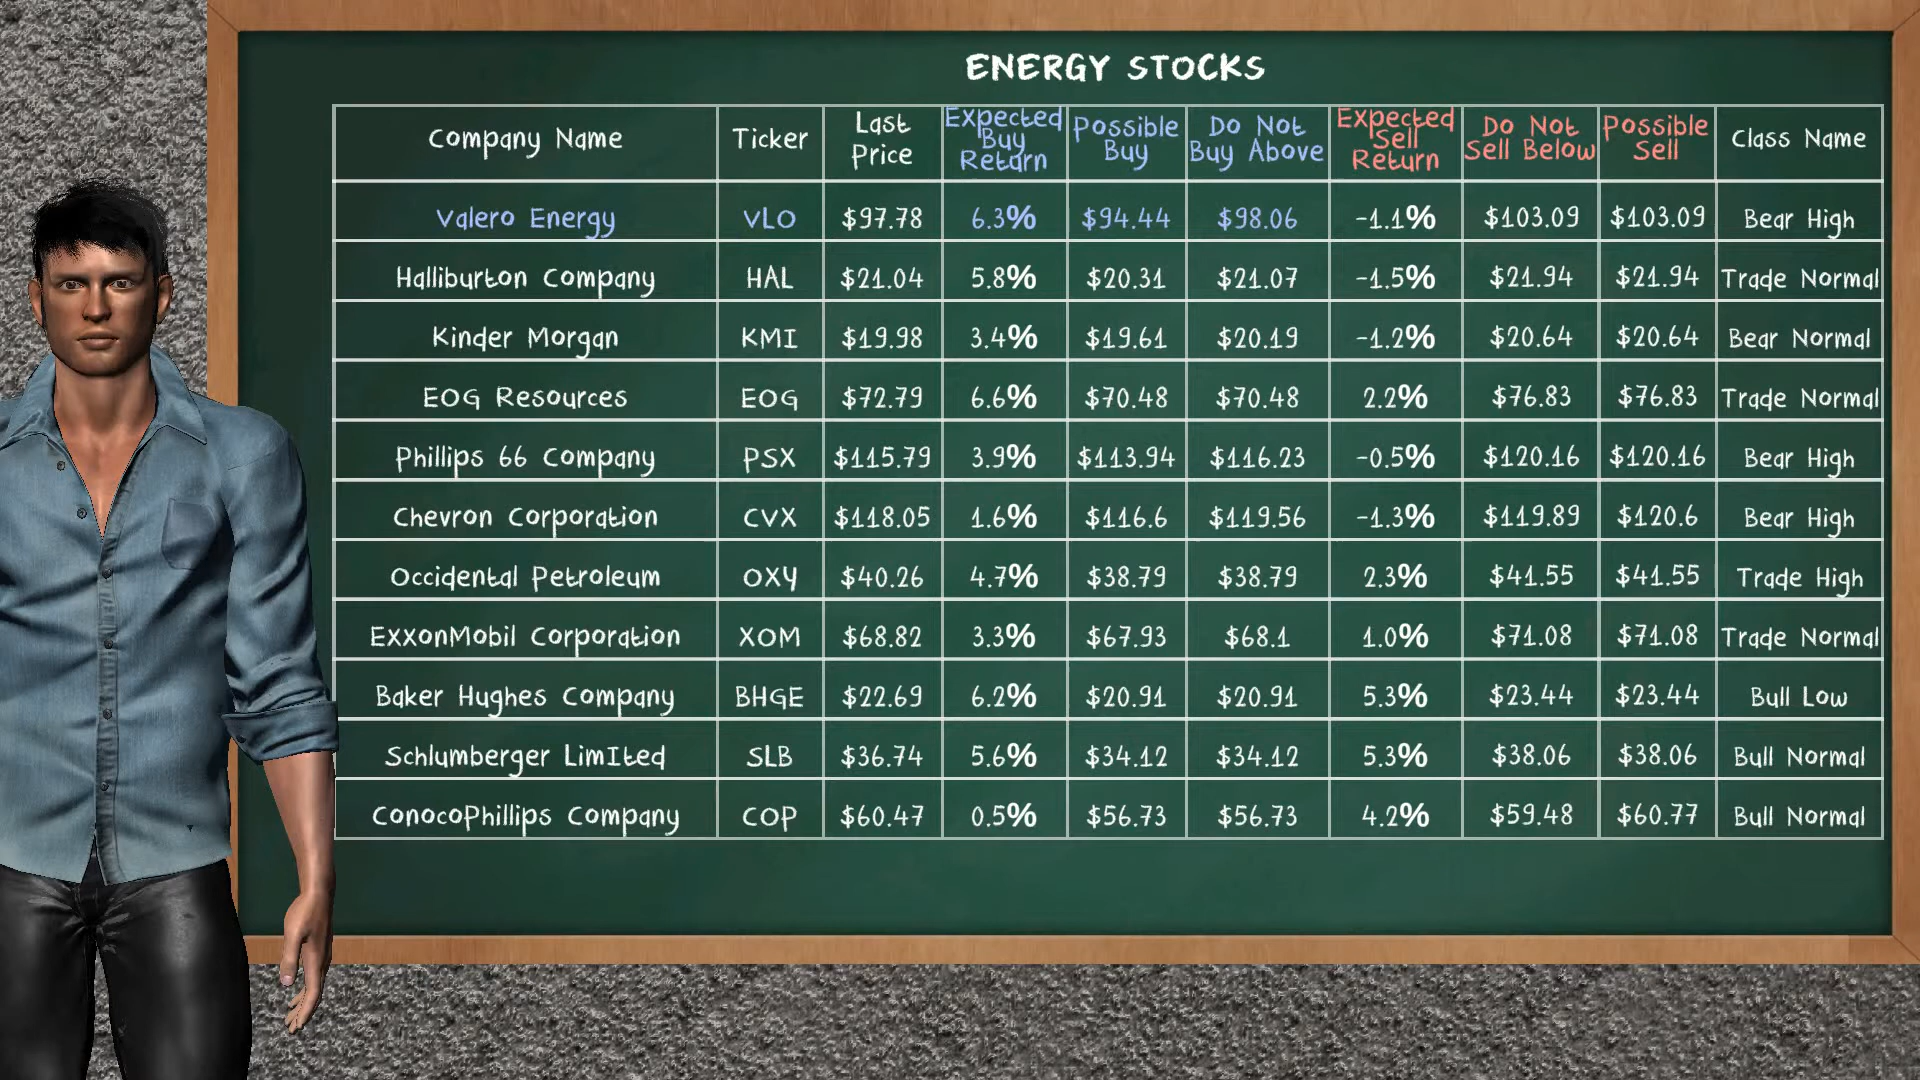 ENERGY STOCKS
Company Name Ticker Last Price Expected Buy Return Possible Buy Do Not Buy Above Expected Sell Return Do Not Sell Below Possible Sell Class Name
Valero Energy VLO $97.78 6.3% $94.44 $98.06 -1.1% $103.09 $103.09 Bear High
Halliburton Company HAL $21.04 5.8% $20.31 $21.07 -1.5% $21.94 $21.94 Trade Normal
Kinder Morgan KMI $19.98 3.4% $19.61 $20.19 -1.2% $20.64 $20.64 Bear Normal
EOG Resources EOG $72.79 6.6% $70.48 $70.48 2.2% $76.83 $76.83 Trade Normal
Phillips 66 Company PSX $115.79 3.9% $113.94 $116.23 -0.5% $120.16 $120.16 Bear High
Chevron Corporation CVX $118.05 1.6% $116.6 $119.56 -1.3% $119.89 $120.6 Bear High
Occidental Petroleum OXY $40.26 4.7% $38.79 $38.79 2.3% $41.55 $41.55 Trade High
ExxonMobil Corporation XOM $68.82 3.3% $67.93 $68.1 1.0% $71.08 $71.08 Trade Normal
Baker Hughes Company BHGE $22.69 6.2% $20.91 $20.91 5.3% $23.44 $23.44 Bull Low
Schlumberger LimIted SLB $36.74 5.6% $34.12 $34.12 5.3% $38.06 $38.06 Bull Normal
ConocoPhillips Company COP $60.47 0.5% $56.73 $56.73 4.2% $59.48 $60.77 Bull Normal